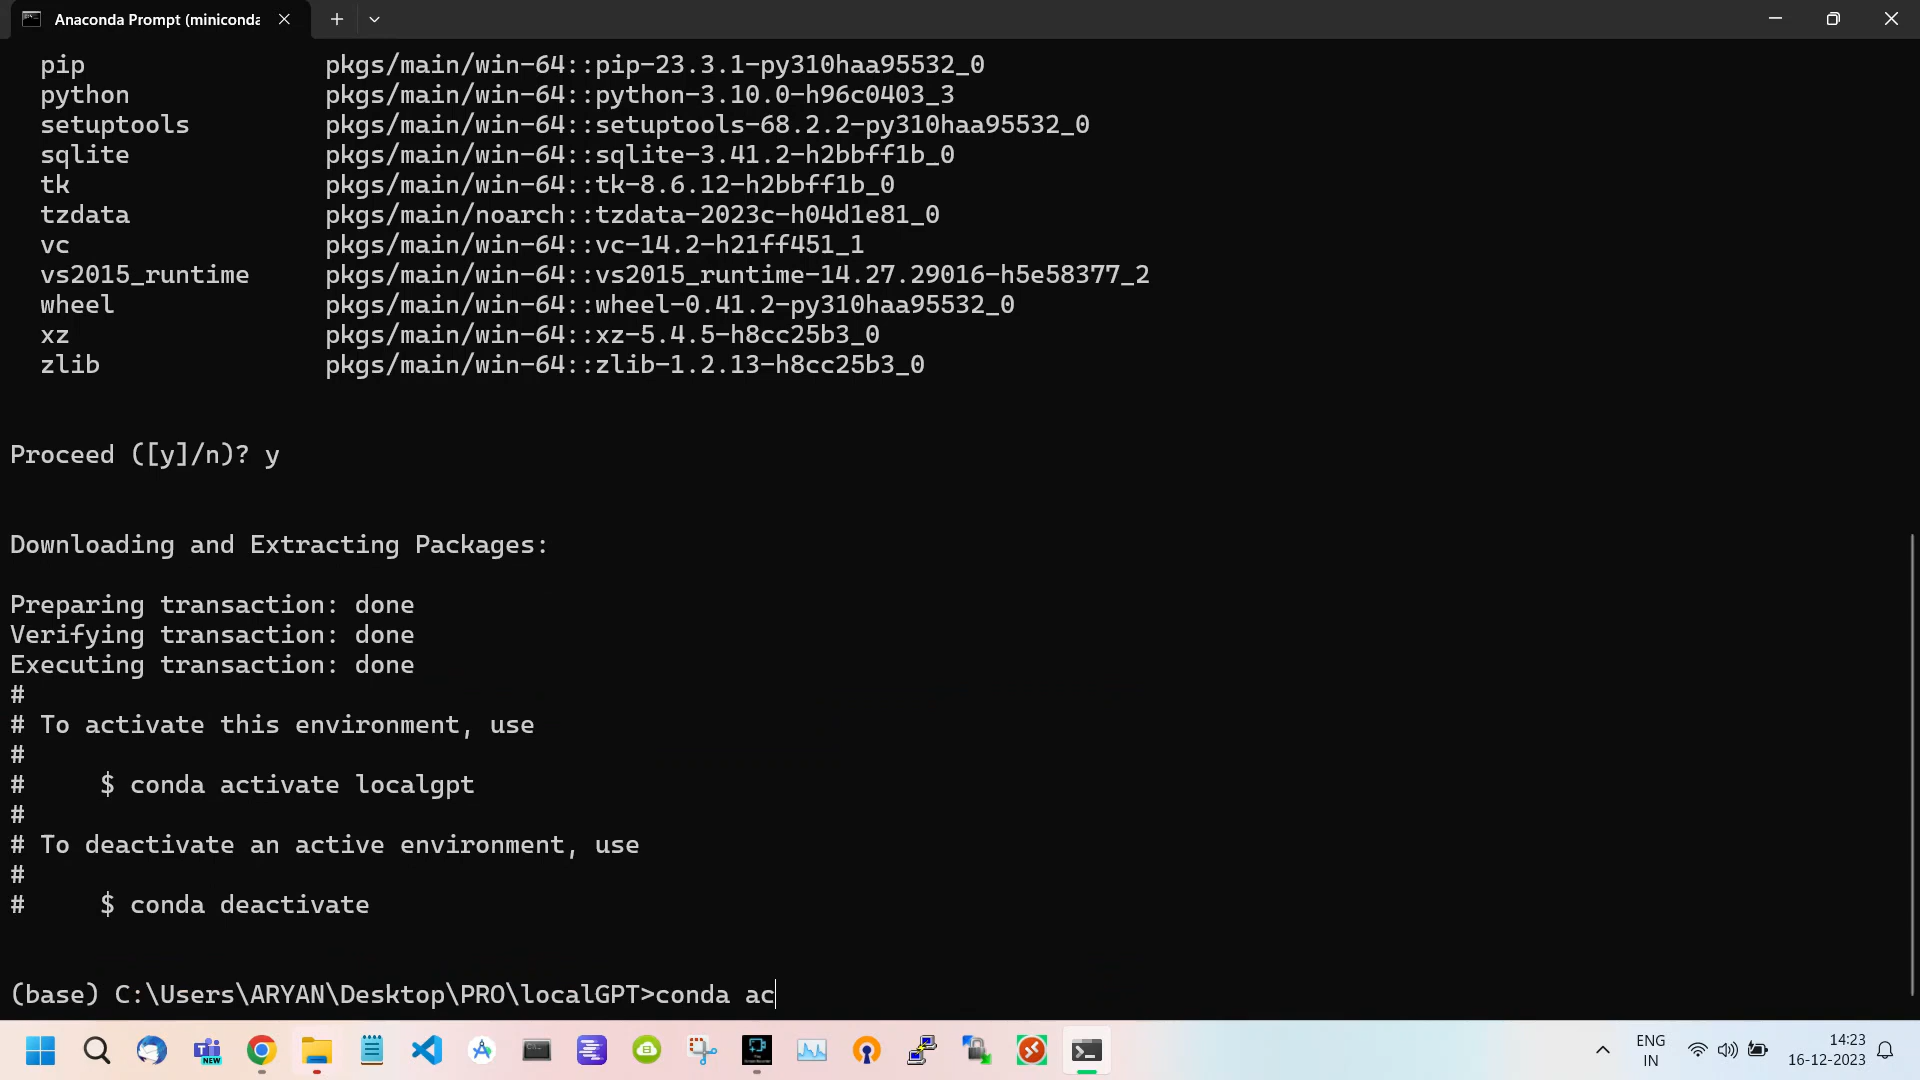 Anaconda Prompt (miniconda
pip pkgs/main/win-64::pip-23.3.1-py310haa95532_0
python pkgs/main/win-64::python-3.10.0-h96c0403_3
setuptools pkgs/main/win-64::setuptools-68.2.2-py310haa95532_0
sqlite pkgs/main/win-64::sqlite-3.41.2-h2bbff1b_0
tk pkgs/main/win-64::tk-8.6.12-h2bbff1b_0
tzdata pkgs/main/noarch::tzdata-2023c-h04d1e81_0
vc pkgs/main/win-64::vc-14.2-h21ff451_1
vs2015_runtime pkgs/main/win-64::vs2015_runtime-14.27.29016-h5e58377_2
wheel pkgs/main/win-64::wheel-0.41.2-py310haa95532_0
xz pkgs/main/win-64::xz-5.4.5-h8cc25b3_0
zlib pkgs/main/win-64::zlib-1.2.13-h8cc25b3_0
Proceed ([y]/n)? y
Downloading and Extracting Packages:
Preparing transaction: done
Verifying transaction: done
Executing transaction: done
#
# To activate this environment, use
#
# $ conda activate localgpt
#
# To deactivate an active environment, use
#
# $ conda deactivate
(base) C:\Users\ARYAN\Desktop\PRO\localGPT>conda ac
NEW
ENG
IN
14:23
16-12-2023